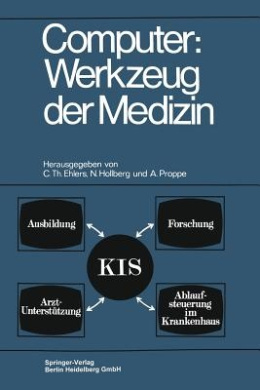 Computer:
Werkzeug
der Medizin
Herausgegeben von
C. Th. Ehlers, N. Hollberg und A. Proppe
Ausbildung
Forschung
KIS
Arzt-
Unterstützung
Ablauf-
steuerung im
Krankenhaus
Springer-Verlag
Berlin Heidelberg GmbH